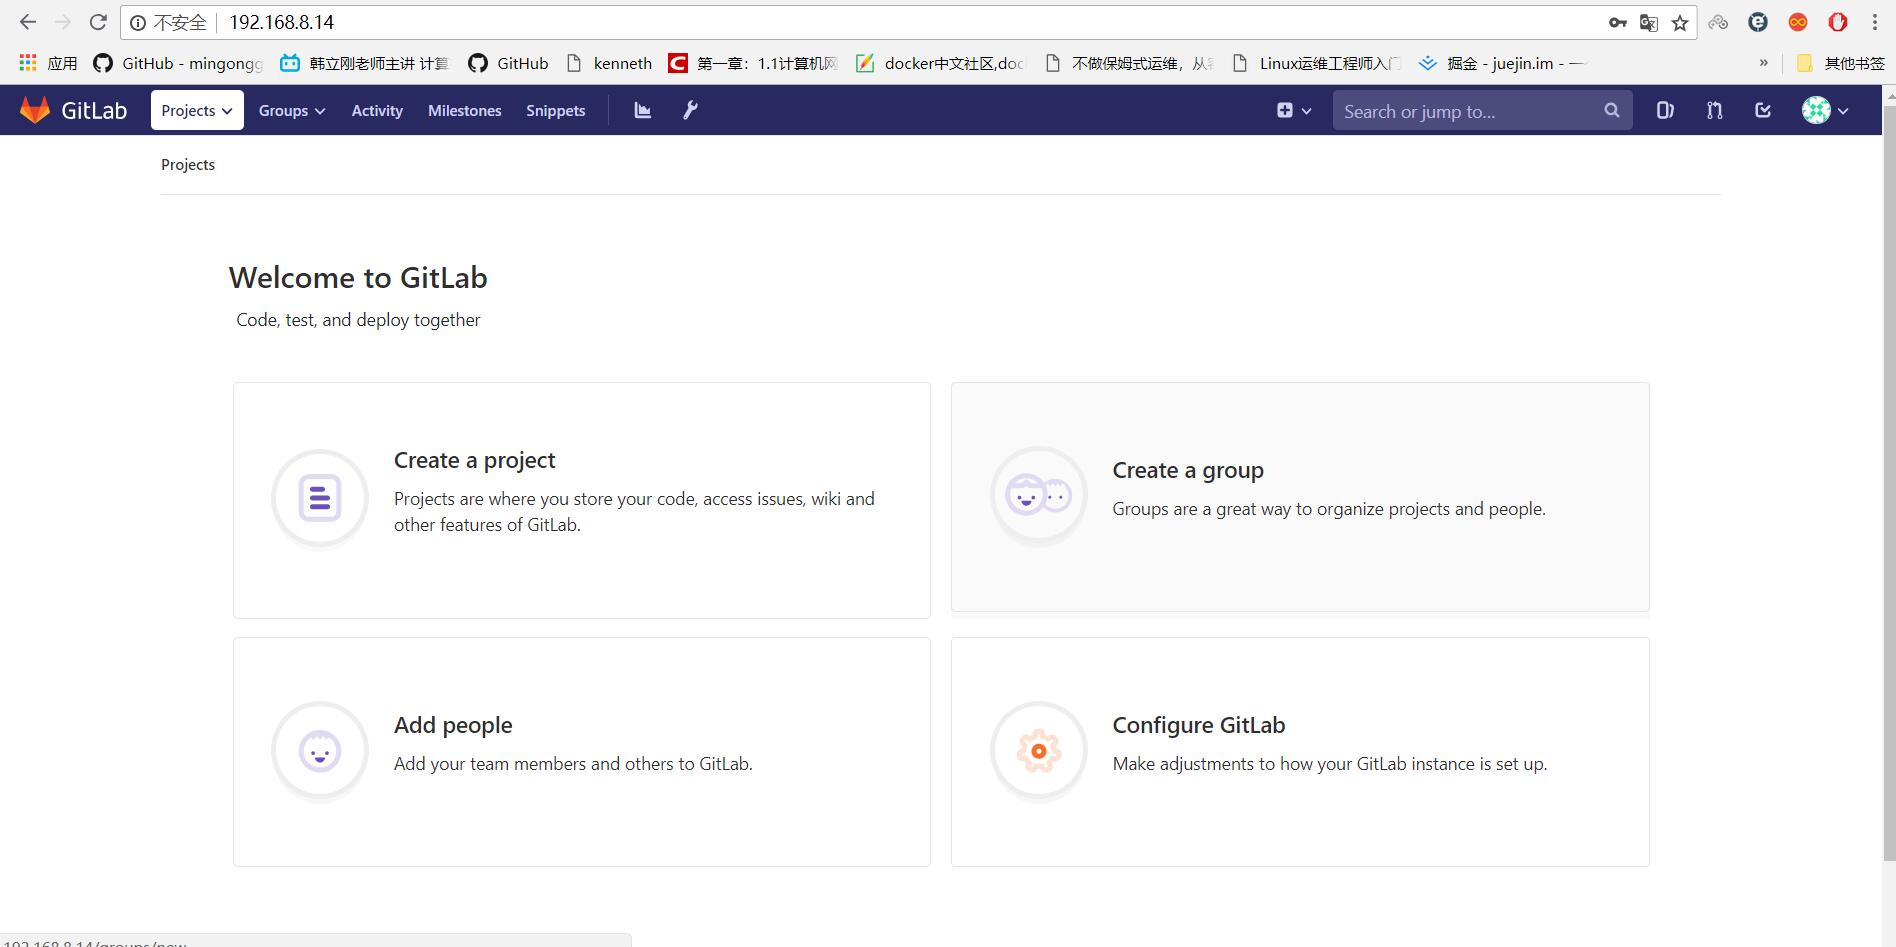 不安全 192.168.8.14
应用 GitHub - mingongg 韩立刚老师主讲 计算 GitHub kenneth 第一章：1.1计算机网 docker中文社区,doc 不做保姆式运维，从 Linux运维工程师入门 掘金 - juejin.im - 一 » 其他书签
GitLab Projects Groups Activity Milestones Snippets Search or jump to...
Projects
Welcome to GitLab
Code, test, and deploy together
Create a project
Projects are where you store your code, access issues, wiki and
other features of GitLab.
Create a group
Groups are a great way to organize projects and people.
Add people
Add your team members and others to GitLab.
Configure GitLab
Make adjustments to how your GitLab instance is set up.
192.168.8.14/groups/new